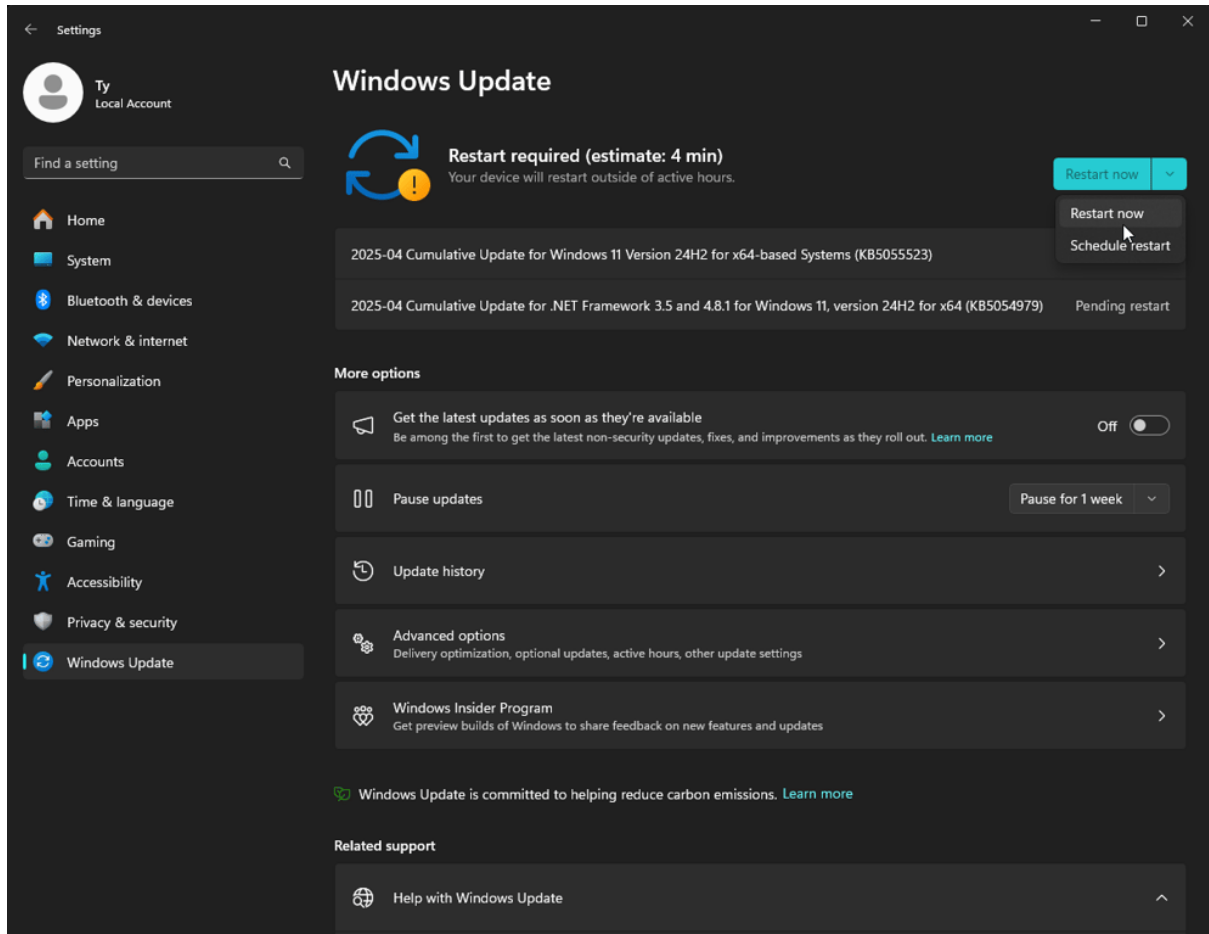 Settings
Ty
Local Account
Find a setting
Home
System
Bluetooth & devices
Network & internet
Personalization
Apps
Accounts
Time & language
Gaming
Accessibility
Privacy & security
Windows Update
Windows Update
Restart required (estimate: 4 min)
Your device will restart outside of active hours.
Restart now
Restart now
Schedule restart
2025-04 Cumulative Update for Windows 11 Version 24H2 for x64-based Systems (KB5055523)
2025-04 Cumulative Update for .NET Framework 3.5 and 4.8.1 for Windows 11, version 24H2 for x64 (KB5054979) Pending restart
More options
Get the latest updates as soon as they're available
Be among the first to get the latest non-security updates, fixes, and improvements as they roll out. Learn more
Off
Pause updates
Pause for 1 week
Update history
Advanced options
Delivery optimization, optional updates, active hours, other update settings
Windows Insider Program
Get preview builds of Windows to share feedback on new features and updates
Windows Update is committed to helping reduce carbon emissions. Learn more
Related support
Help with Windows Update